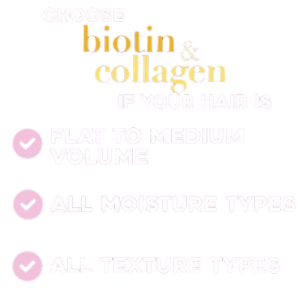 CHOOSE
biotin &
collagen
IF YOUR HAIR IS
FLAT TO MEDIUM
VOLUME
ALL MOISTURE TYPES
ALL TEXTURE TYPES